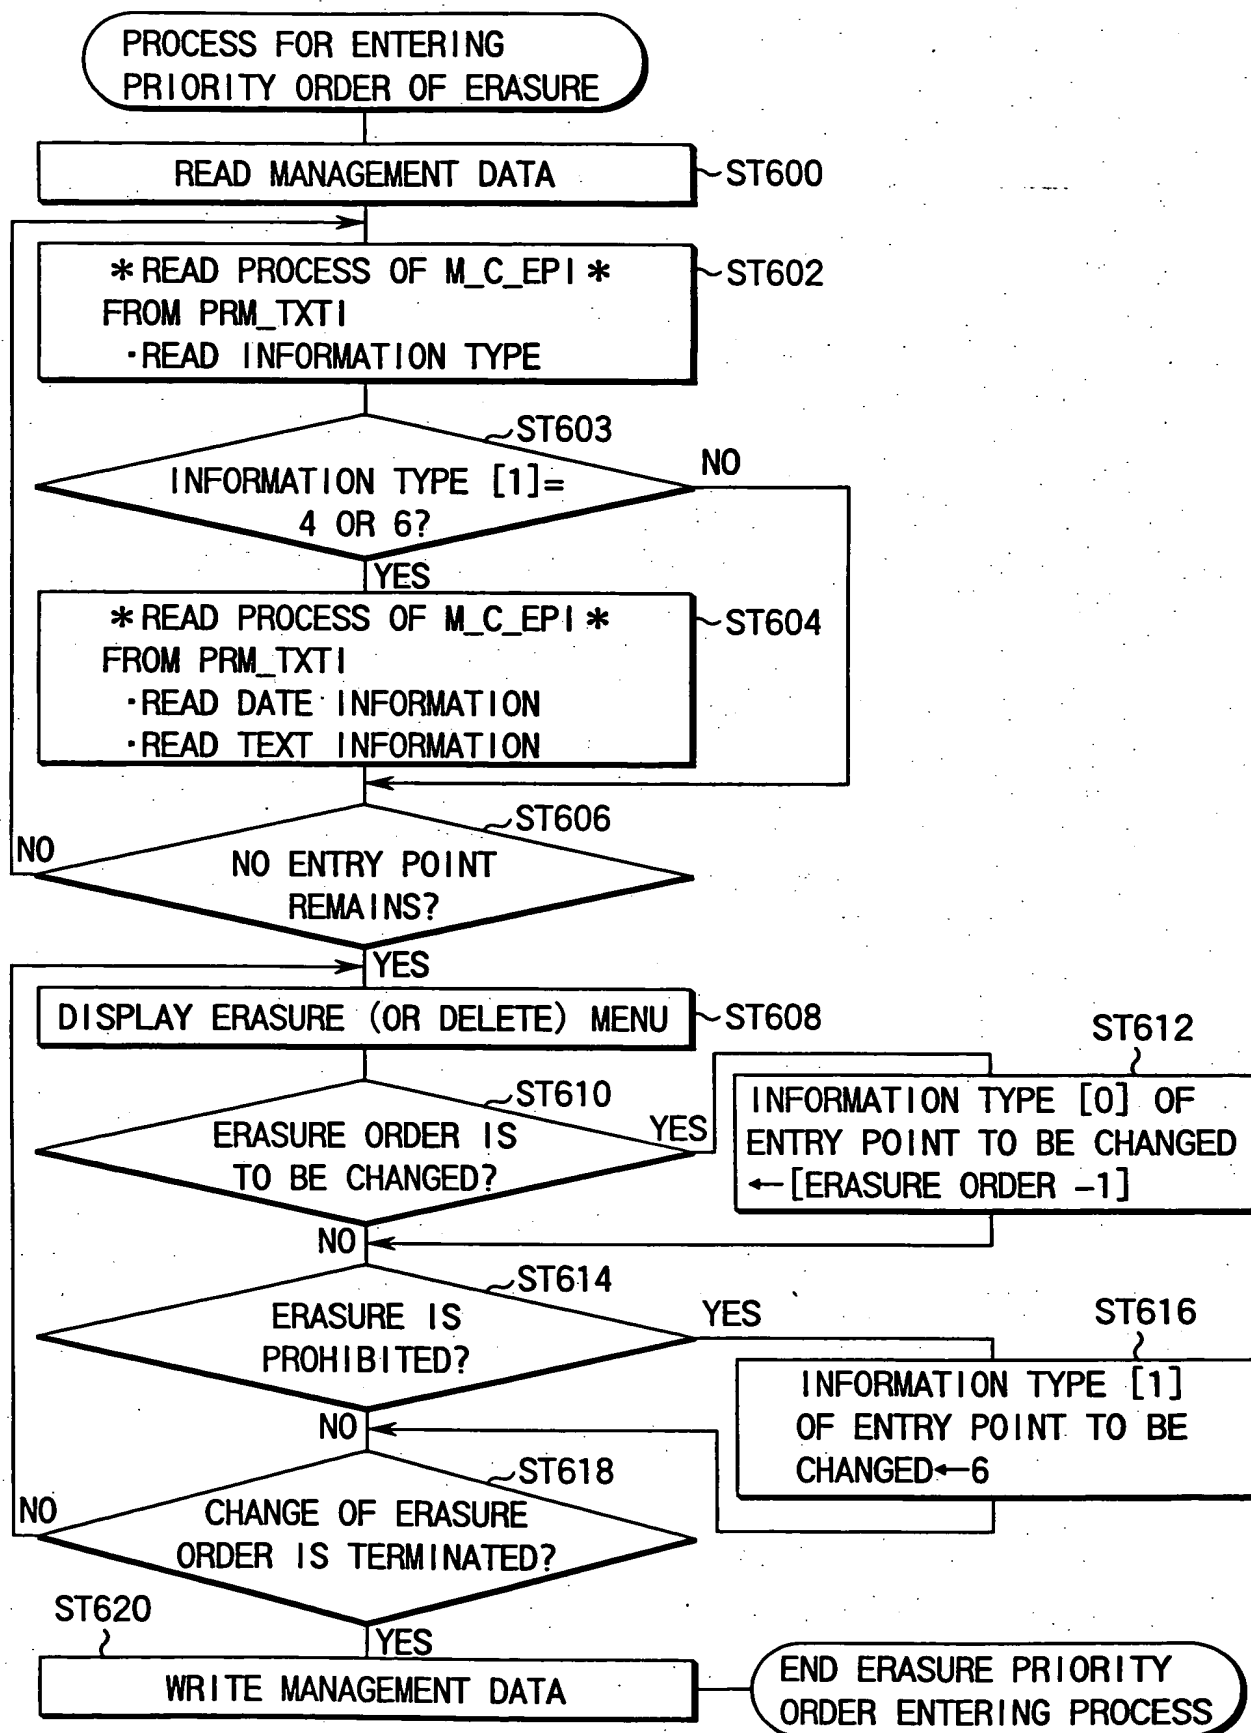 PROCESS FOR ENTERING
PRIORITY ORDER OF ERASURE
READ MANAGEMENT DATA
ST600
*READ PROCESS OF M_C_EPI*
FROM PRM_TXTI
·READ INFORMATION TYPE
ST602
ST603
INFORMATION TYPE [1]=
4 OR 6?
NO
YES
*READ PROCESS OF M_C_EPI*
FROM PRM_TXTI
·READ DATE INFORMATION
·READ TEXT INFORMATION
ST604
ST606
NO ENTRY POINT
REMAINS?
NO
YES
DISPLAY ERASURE (OR DELETE) MENU
ST608
ST610
ERASURE ORDER IS
TO BE CHANGED?
YES
NO
ST612
INFORMATION TYPE [0] OF
ENTRY POINT TO BE CHANGED
←[ERASURE ORDER -1]
ST614
ERASURE IS
PROHIBITED?
YES
NO
ST616
INFORMATION TYPE [1]
OF ENTRY POINT TO BE
CHANGED←6
ST618
CHANGE OF ERASURE
ORDER IS TERMINATED?
NO
YES
ST620
WRITE MANAGEMENT DATA
END ERASURE PRIORITY
ORDER ENTERING PROCESS